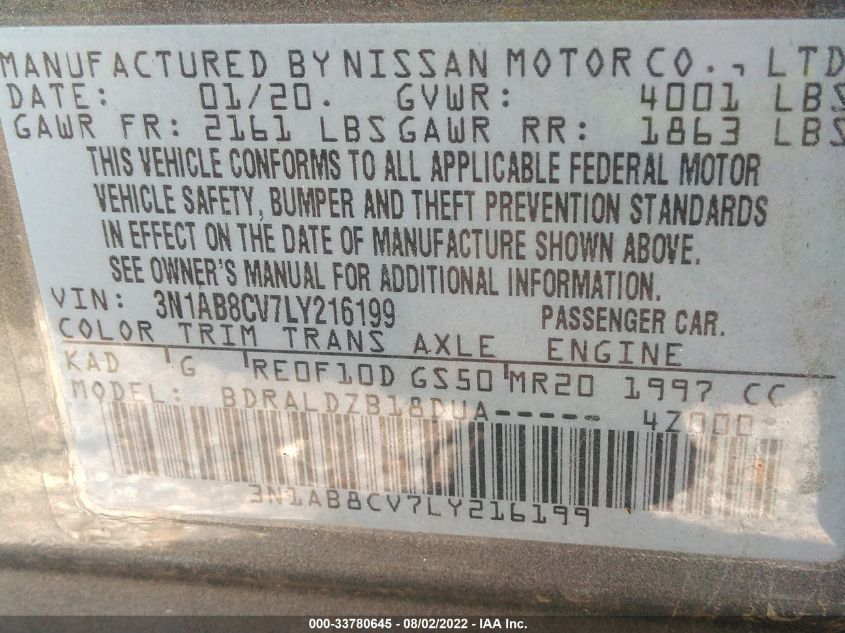 MANUFACTURED BY NISSAN MOTOR CO., LTD
DATE: 01/20. GVWR: 4001 LBS
GAWR FR: 2161 LBS GAWR RR: 1863 LBS
THIS VEHICLE CONFORMS TO ALL APPLICABLE FEDERAL MOTOR
VEHICLE SAFETY, BUMPER AND THEFT PREVENTION STANDARDS
IN EFFECT ON THE DATE OF MANUFACTURE SHOWN ABOVE.
SEE OWNER'S MANUAL FOR ADDITIONAL INFORMATION.
VIN: 3N1AB8CV7LY216199 PASSENGER CAR.
COLOR TRIM TRANS AXLE ENGINE
KAD G RE0F10D GS50 MR20 1997 CC
MODEL: BDRALDZB18DUA----- 4Z000-
3N1AB8CV7LY216199
000-33780645 - 08/02/2022 - © IAA, Inc.